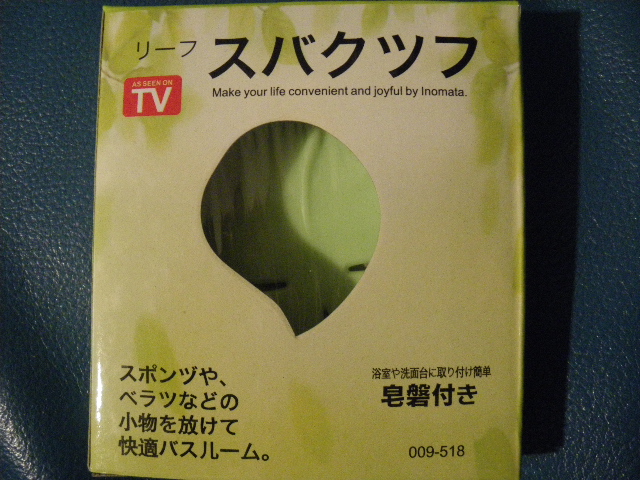 リーフ スバクツフ
AS SEEN ON
TV
Make your life convenient and joyful by Inomata.
スポンヅや、
ベラツなどの
小物を放けて
快適バスルーム。
浴室や洗面台に取り付け簡単
皂磐付き
009-518